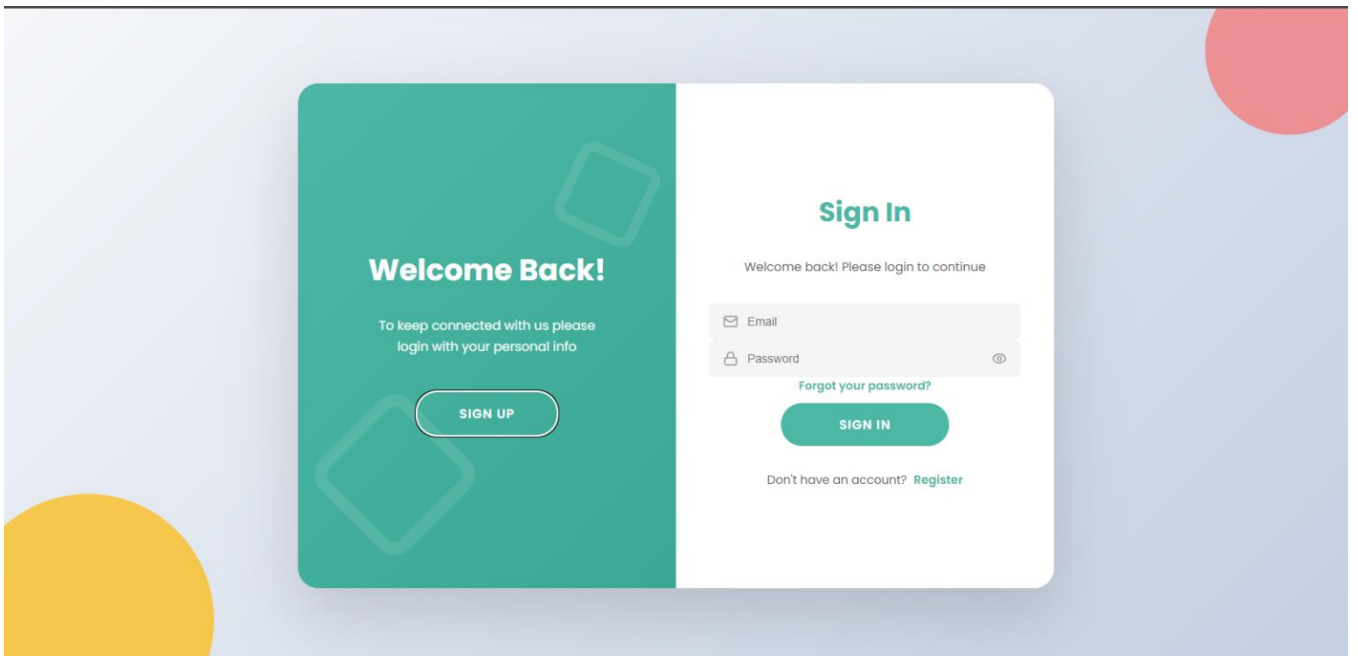 Welcome Back!
To keep connected with us please
login with your personal info
SIGN UP
Sign In
Welcome back! Please login to continue
Email
Password
Forgot your password?
SIGN IN
Don't have an account? Register